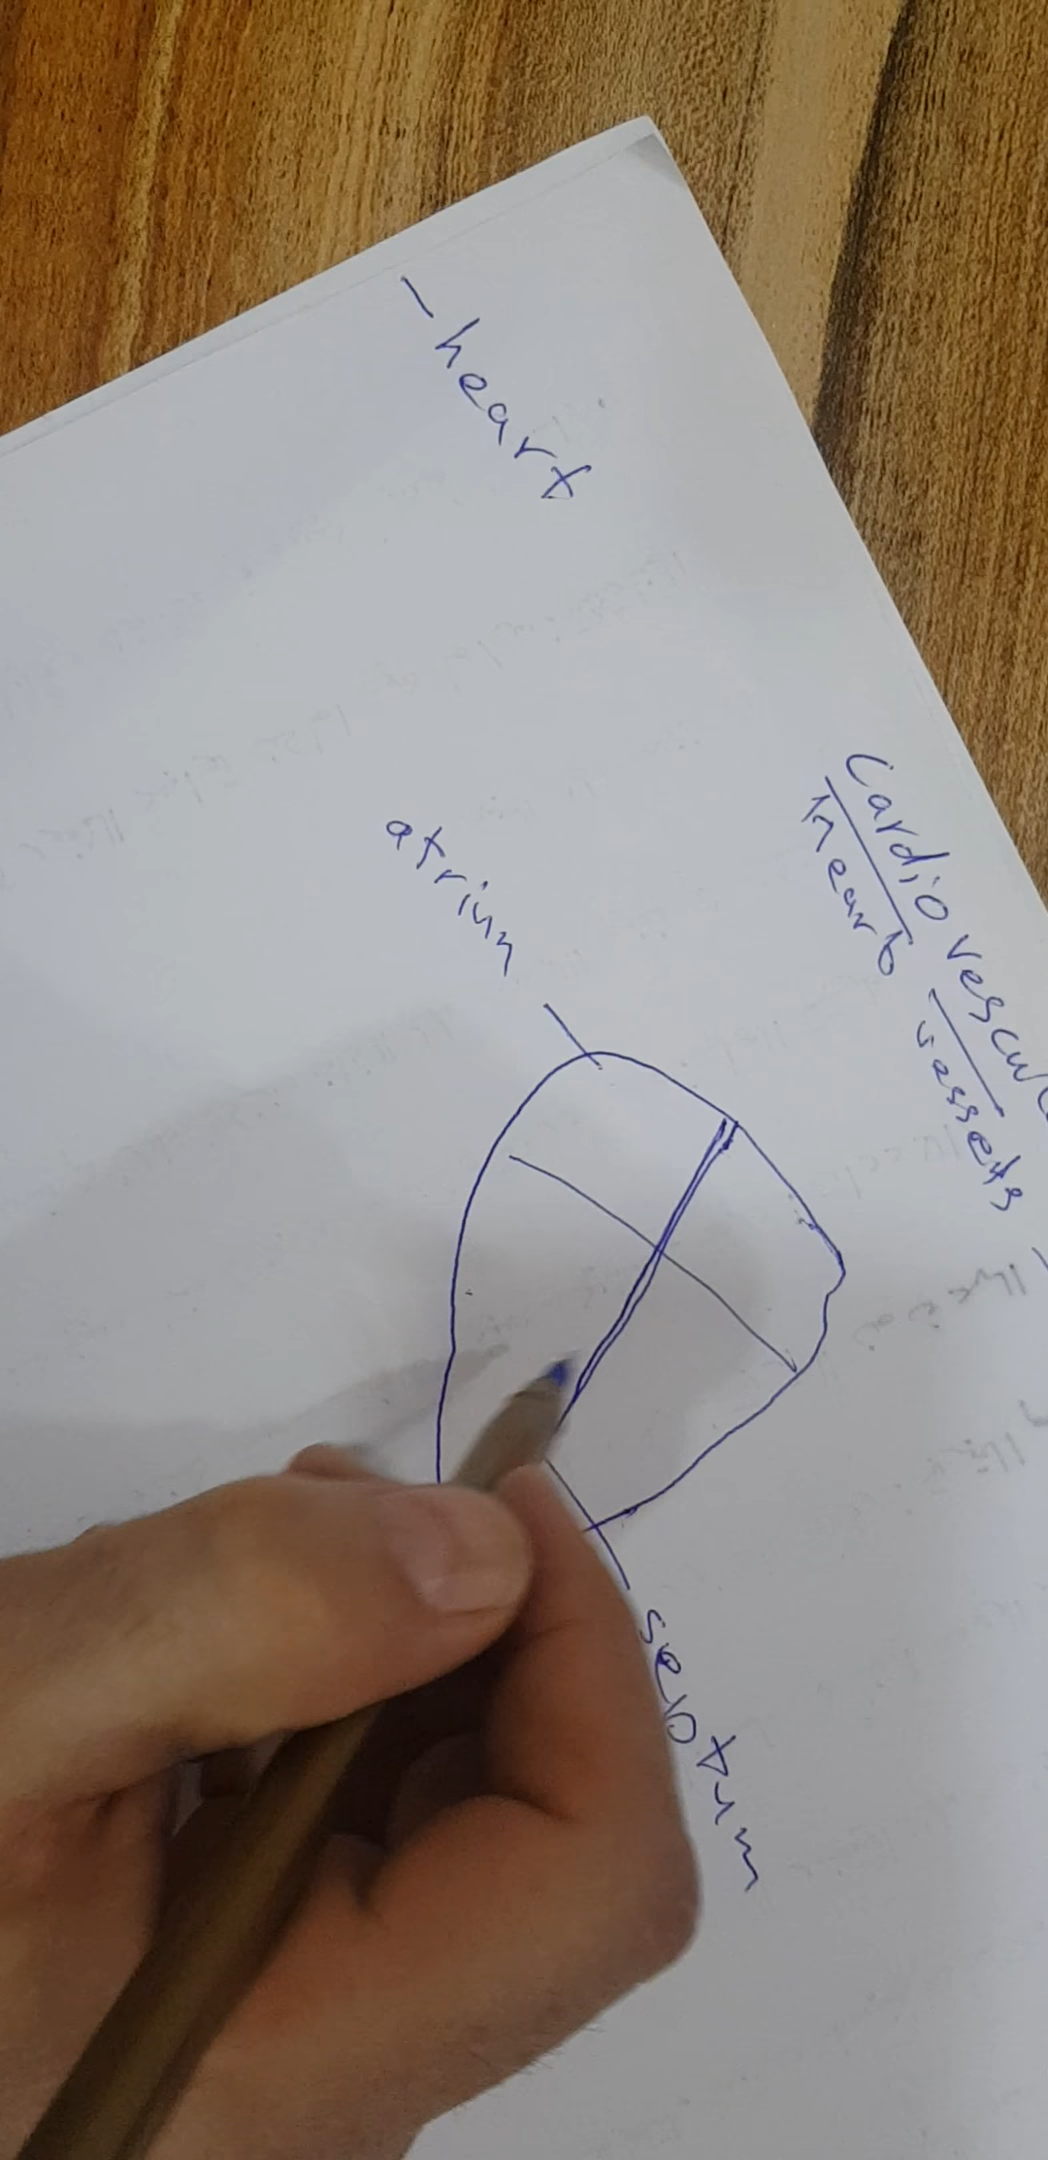 Cardio vescu
heart vessels
- heart
atrium
septum